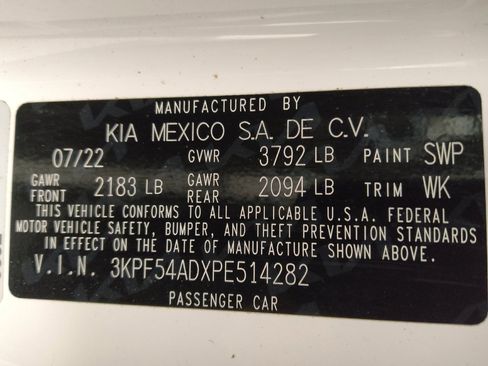 MANUFACTURED BY
KIA MEXICO S.A. DE C.V.
07/22 GVWR 3792 LB PAINT SWP
GAWR FRONT 2183 LB GAWR REAR 2094 LB TRIM WK
THIS VEHICLE CONFORMS TO ALL APPLICABLE U.S.A. FEDERAL
MOTOR VEHICLE SAFETY, BUMPER, AND THEFT PREVENTION STANDARDS
IN EFFECT ON THE DATE OF MANUFACTURE SHOWN ABOVE.
V.I.N. 3KPF54ADXPE514282
PASSENGER CAR